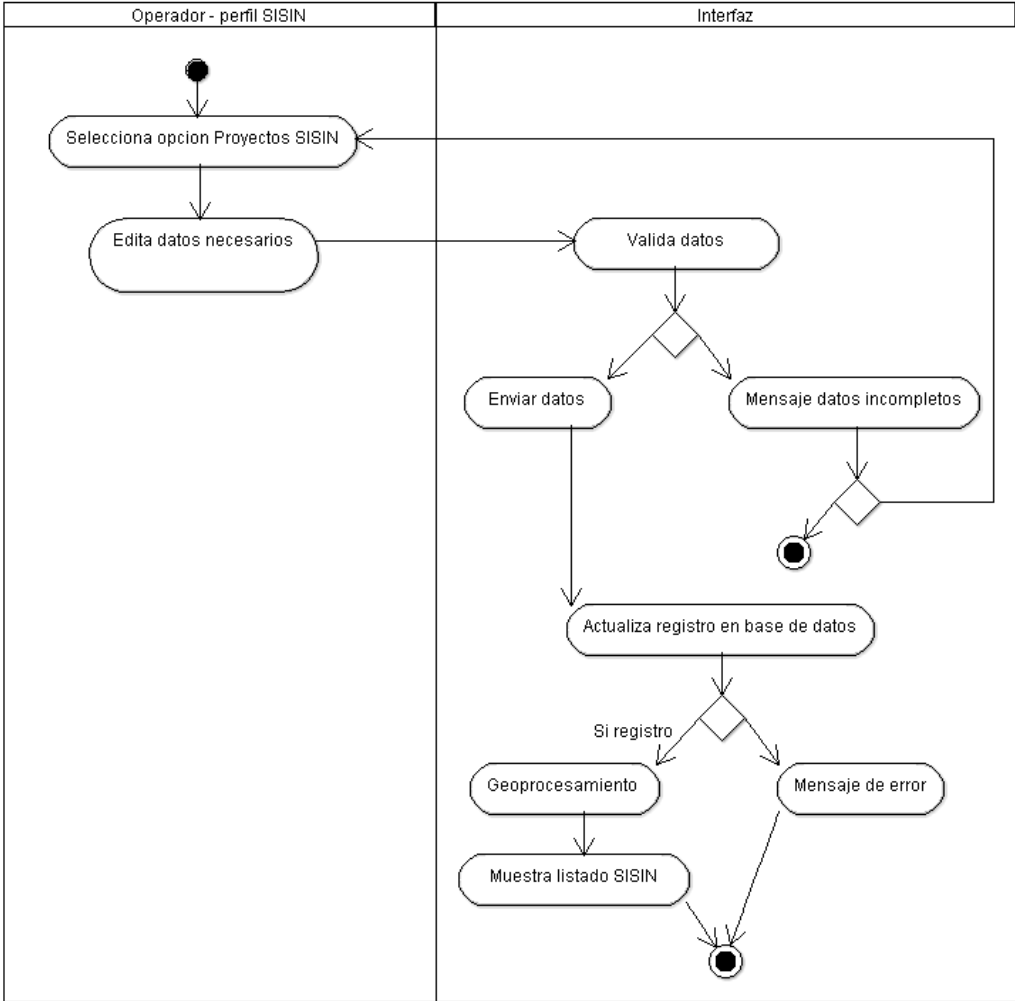 Operador - perfil SISIN
Interfaz
Selecciona opcion Proyectos SISIN
Edita datos necesarios
Valida datos
Enviar datos
Mensaje datos incompletos
Actualiza registro en base de datos
Si registro
Geoprocesamiento
Mensaje de error
Muestra listado SISIN